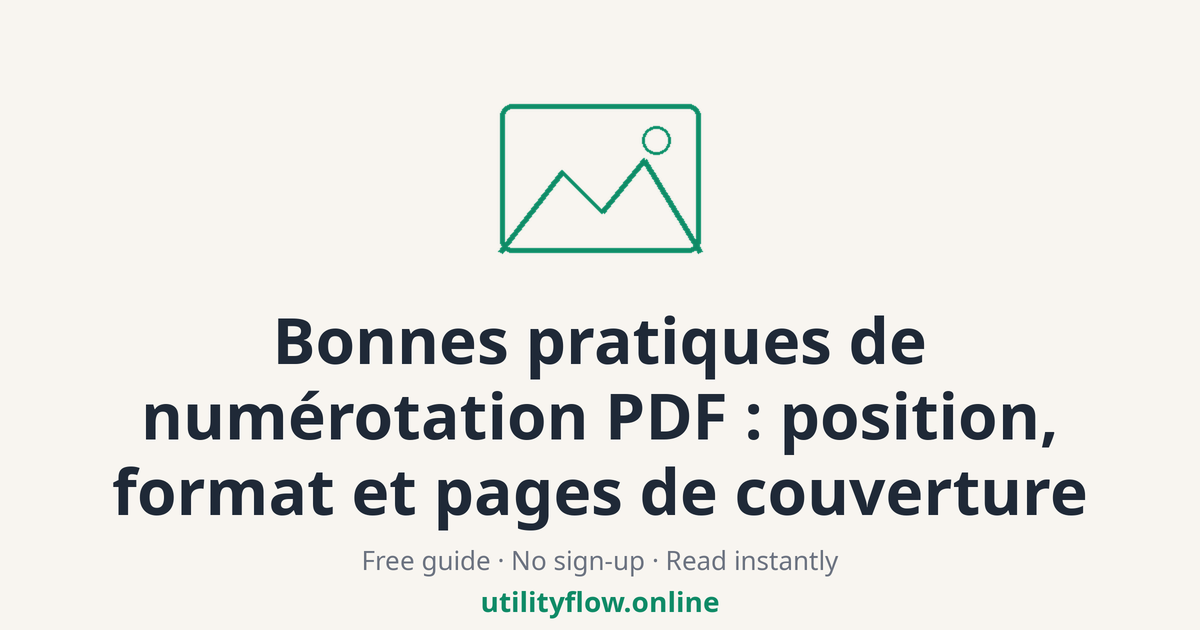 Bonnes pratiques de
numérotation PDF : position,
format et pages de couverture
Free guide · No sign-up · Read instantly
utilityflow.online